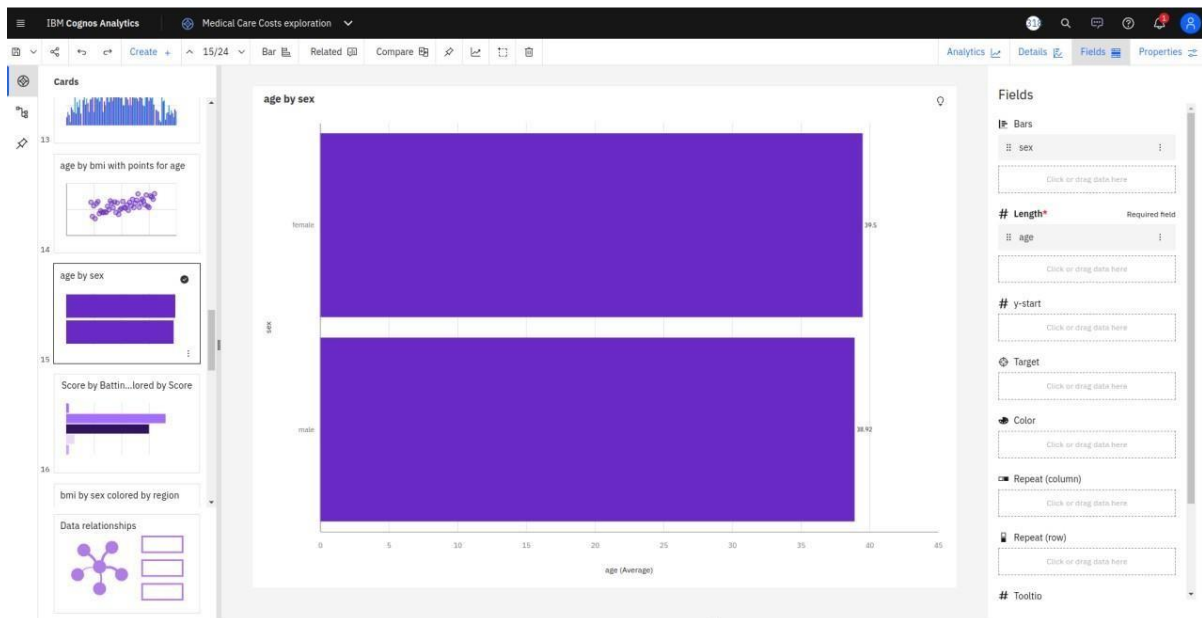 IBM Cognos Analytics
Medical Care Costs exploration
Create +
15/24
Bar
Related
Compare
Analytics
Details
Fields
Properties
Cards
13
age by bmi with points for age
14
age by sex
15
Score by Battin...lored by Score
16
bmi by sex colored by region
Data relationships
age by sex
female
39.5
sex
male
38.92
0 5 10 15 20 25 30 35 40 45
age (Average)
Fields
Bars
sex
Click or drag data here
# Length* Required field
age
Click or drag data here
# y-start
Click or drag data here
Target
Click or drag data here
Color
Click or drag data here
Repeat (column)
Click or drag data here
Repeat (row)
Click or drag data here
# Tooltip